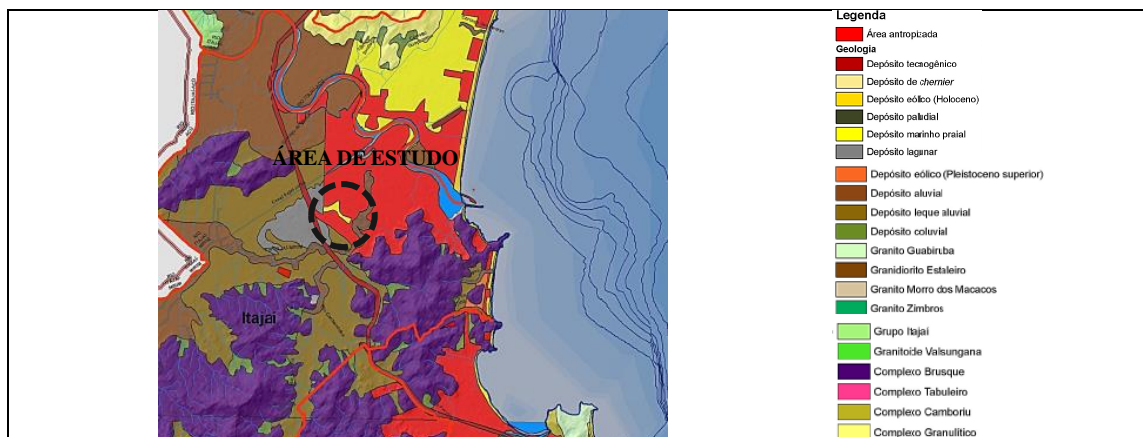 ÁREA DE ESTUDO
Itajaí
Legenda
Área antropizada
Geologia
Depósito tecnogênico
Depósito de chernier
Depósito eólico (Holoceno)
Depósito paludial
Depósito marinho praial
Depósito lagunar
Depósito eólico (Pleistoceno superior)
Depósito aluvial
Depósito leque aluvial
Depósito coluvial
Granito Guabiruba
Granidiorito Estaleiro
Granito Morro dos Macacos
Granito Zimbros
Grupo Itajaí
Granitoide Valsungana
Complexo Brusque
Complexo Tabuleiro
Complexo Camboriu
Complexo Granulítico